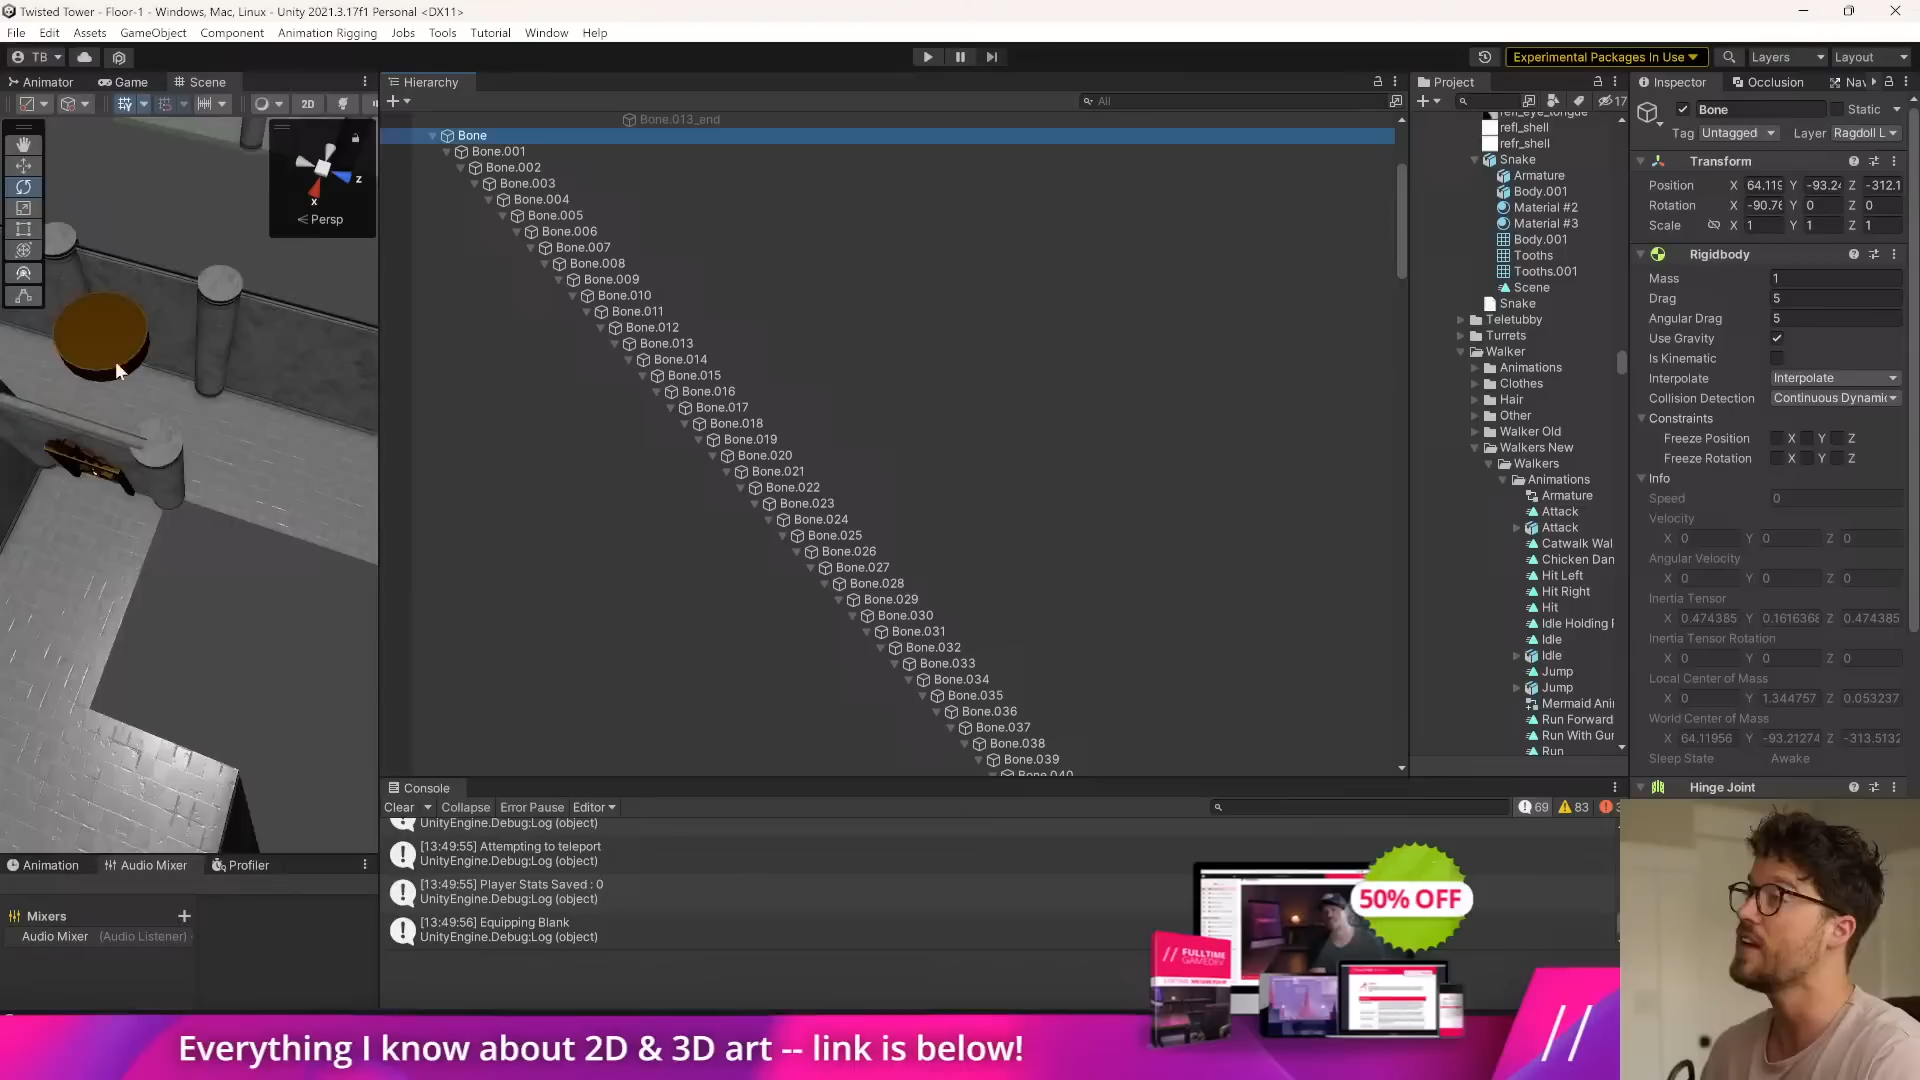 Twisted Tower - Floor-1 - Windows, Mac, Linux - Unity 2021.3.17f1 Personal <DX11>
File Edit Assets GameObject Component Animation Rigging Jobs Tools Tutorial Window Help
TB Experimental Packages In Use Layers Layout
Animator Game Scene
2D
x z
Persp
Hierarchy
All
Bone.013_end
Bone
Bone.001
Bone.002
Bone.003
Bone.004
Bone.005
Bone.006
Bone.007
Bone.008
Bone.009
Bone.010
Bone.011
Bone.012
Bone.013
Bone.014
Bone.015
Bone.016
Bone.017
Bone.018
Bone.019
Bone.020
Bone.021
Bone.022
Bone.023
Bone.024
Bone.025
Bone.026
Bone.027
Bone.028
Bone.029
Bone.030
Bone.031
Bone.032
Bone.033
Bone.034
Bone.035
Bone.036
Bone.037
Bone.038
Bone.039
Bone.040
Project
17
refl_eye_tongue
refl_shell
refr_shell
Snake
Armature
Body.001
Material #2
Material #3
Body.001
Tooths
Tooths.001
Scene
Snake
Teletubby
Turrets
Walker
Animations
Clothes
Hair
Other
Walker Old
Walkers New
Walkers
Animations
Armature
Attack
Attack
Catwalk Wal
Chicken Dan
Hit Left
Hit Right
Hit
Idle Holding
Idle
Idle
Jump
Jump
Mermaid Ani
Run Forward
Run With Gur
Run
Inspector Occlusion Nav
Bone Static
Tag Untagged Layer Ragdoll L
Transform
Position X 64.119 Y -93.24 Z -312.1
Rotation X -90.76 Y 0 Z 0
Scale X 1 Y 1 Z 1
Rigidbody
Mass 1
Drag 5
Angular Drag 5
Use Gravity
Is Kinematic
Interpolate Interpolate
Collision Detection Continuous Dynamic
Constraints
Freeze Position X Y Z
Freeze Rotation X Y Z
Info
Speed 0
Velocity
X 0 Y 0 Z 0
Angular Velocity
X 0 Y 0 Z 0
Inertia Tensor
X 0.474385 Y 0.1616368 Z 0.474385
Inertia Tensor Rotation
X 0 Y 0 Z 0
Local Center of Mass
X 0 Y 1.344757 Z 0.053237
World Center of Mass
X 64.11956 Y -93.21274 Z -313.5132
Sleep State Awake
Hinge Joint
Console
Clear Collapse Error Pause Editor 69 83
UnityEngine.Debug:Log (object)
[13:49:55] Attempting to teleport
UnityEngine.Debug:Log (object)
[13:49:55] Player Stats Saved : 0
UnityEngine.Debug:Log (object)
[13:49:56] Equipping Blank
UnityEngine.Debug:Log (object)
Animation Audio Mixer Profiler
Mixers
Audio Mixer (Audio Listener)
50% OFF
// FULLTIME
GAMEDEV
Everything I know about 2D & 3D art -- link is below!
//